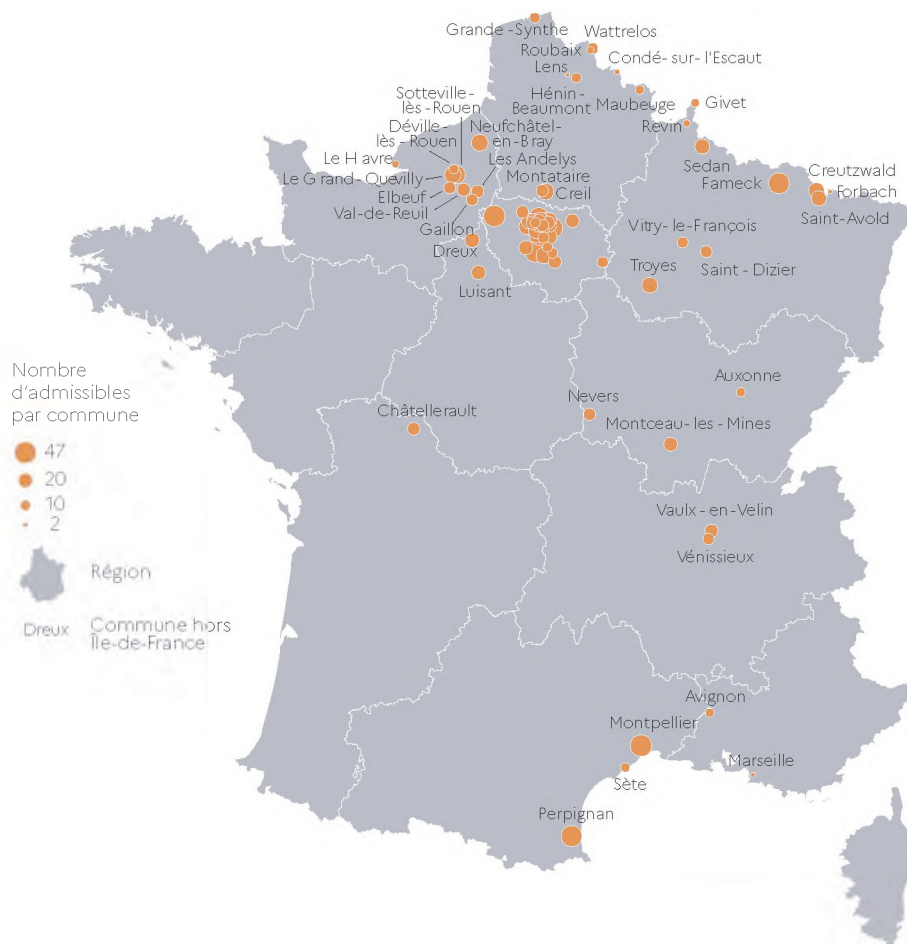 Grande-Synthe
Wattrelos
Roubaix
Lens
Condé-sur-l'Escaut
Hénin-
Beaumont
Maubeuge
Givet
Revin
Sotteville-
lès-Rouen
Déville-
lès-Rouen
Neufchâtel-
en-Bray
Le Havre
Les Andelys
Le Grand-Quevilly
Montataire
Creil
Elbeuf
Val-de-Reuil
Gaillon
Dreux
Luisant
Sedan
Fameck
Creutzwald
Forbach
Saint-Avold
Vitry-le-François
Saint-Dizier
Troyes
Nombre
d'admissibles
par commune
47
20
10
2
Région
Dreux
Commune hors
Île-de-France
Châtellerault
Nevers
Auxonne
Montceau-les-Mines
Vaulx-en-Velin
Vénissieux
Avignon
Montpellier
Marseille
Sète
Perpignan